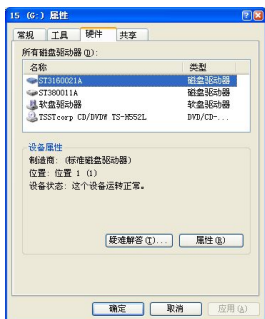 15 (G:) 属性
常规 工具 硬件 共享
所有磁盘驱动器(D):
名称 类型
ST3160021A 磁盘驱动器
ST380011A 磁盘驱动器
软盘驱动器 软盘驱动器
TSSTcorp CD/DVDW TS-H552L DVD/CD-...
设备属性
制造商: (标准磁盘驱动器)
位置: 位置 1 (1)
设备状态: 这个设备运转正常。
疑难解答(T)... 属性(R)
确定 取消 应用(A)